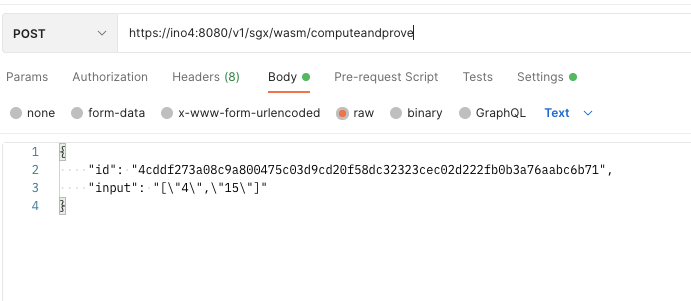 POST https://ino4:8080/v1/sgx/wasm/computeandprove
Params Authorization Headers (8) Body Pre-request Script Tests Settings
none form-data x-www-form-urlencoded raw binary GraphQL Text
1 {
2 "id": "4cddf273a08c9a800475c03d9cd20f58dc32323cec02d222fb0b3a76aabc6b71",
3 "input": "[\"4\",\"15\"]"
4 }